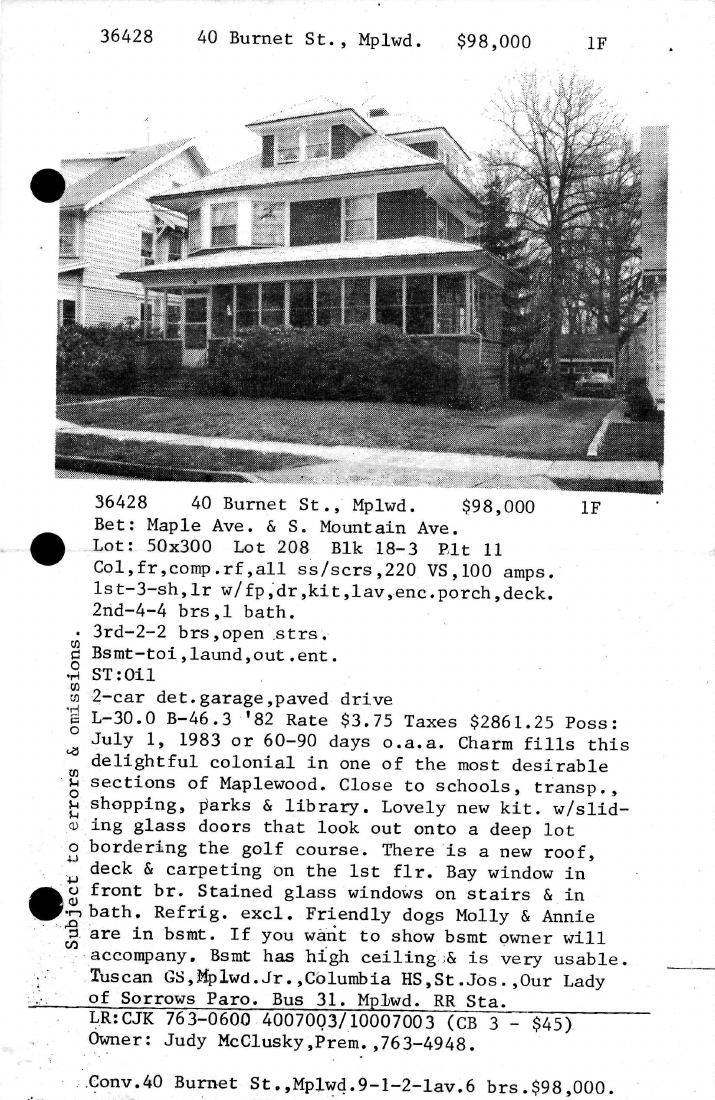 36428 40 Burnet St., Mplwd. $98,000 1F
36428 40 Burnet St., Mplwd. $98,000 1F
Bet: Maple Ave. & S. Mountain Ave.
Lot: 50x300 Lot 208 Blk 18-3 Plt 11
Col,fr,comp.rf,all ss/scrs,220 VS,100 amps.
1st-3-sh,lr w/fp,dr,kit,lav,enc.porch,deck.
2nd-4-4 brs,1 bath.
3rd-2-2 brs,open strs.
Bsmt-toi,laund,out.ent.
ST:Oil
2-car det.garage,paved drive
L-30.0 B-46.3 '82 Rate $3.75 Taxes $2861.25 Poss:
July 1, 1983 or 60-90 days o.a.a. Charm fills this
delightful colonial in one of the most desirable
sections of Maplewood. Close to schools, transp.,
shopping, parks & library. Lovely new kit. w/slid-
ing glass doors that look out onto a deep lot
bordering the golf course. There is a new roof,
deck & carpeting on the 1st flr. Bay window in
front br. Stained glass windows on stairs & in
bath. Refrig. excl. Friendly dogs Molly & Annie
are in bsmt. If you want to show bsmt owner will
accompany. Bsmt has high ceiling & is very usable.
Tuscan GS,Mplwd.Jr.,Columbia HS,St.Jos.,Our Lady
of Sorrows Paro. Bus 31. Mplwd. RR Sta.
LR:CJK 763-0600 4007003/10007003 (CB 3 - $45)
Owner: Judy McClusky,Prem.,763-4948.
Conv.40 Burnet St.,Mplwd.9-1-2-lav.6 brs.$98,000.
Subject to errors & omissions.